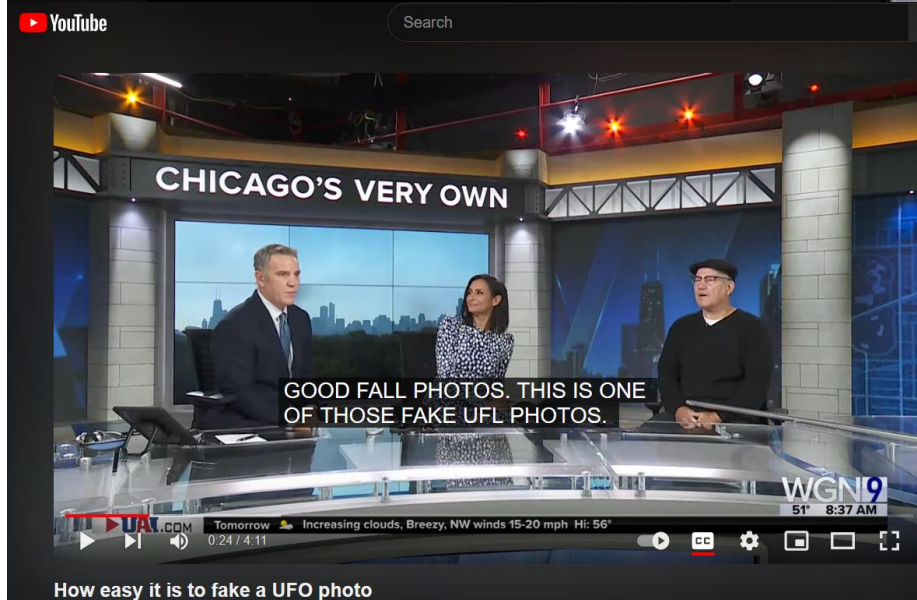 YouTube
Search
CHICAGO'S VERY OWN
GOOD FALL PHOTOS. THIS IS ONE
OF THOSE FAKE UFL PHOTOS.
WGN9
51° 8:37 AM
UAI.COM
Tomorrow Increasing clouds, Breezy, NW winds 15-20 mph Hi: 56°
0:24 / 4:11
CC
How easy it is to fake a UFO photo